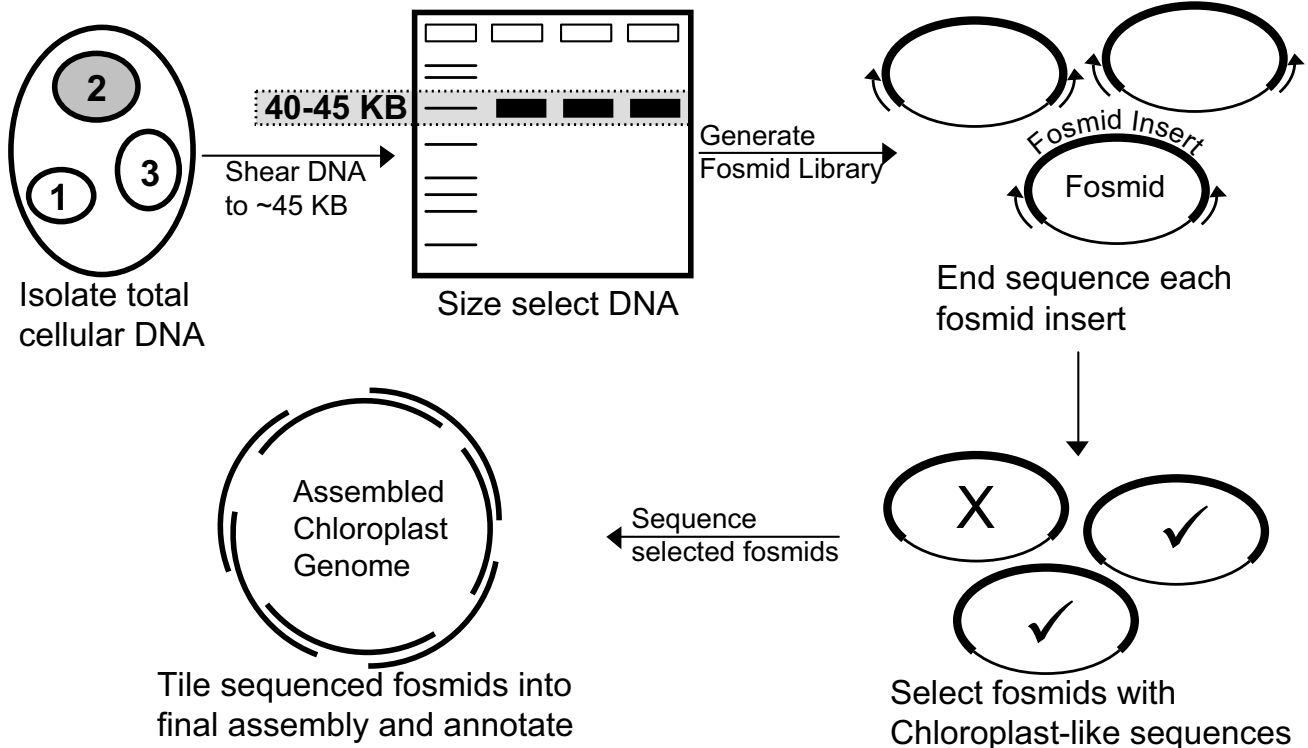 2
3
1
Isolate total
cellular DNA
Shear DNA
to ~45 KB
40-45 KB
Size select DNA
Generate
Fosmid Library
Fosmid Insert
Fosmid
End sequence each
fosmid insert
X
✓
✓
Select fosmids with
Chloroplast-like sequences
Sequence
selected fosmids
Assembled
Chloroplast
Genome
Tile sequenced fosmids into
final assembly and annotate